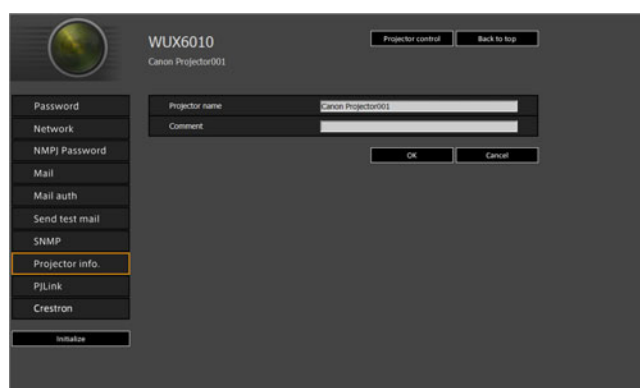 WUX6010
Projector control
Back to top
Canon Projector001
Password
Network
NMPJ Password
Mail
Mail auth
Send test mail
SNMP
Projector info.
PJLink
Crestron
Initialize
Projector name
Canon Projector001
Comment
OK
Cancel